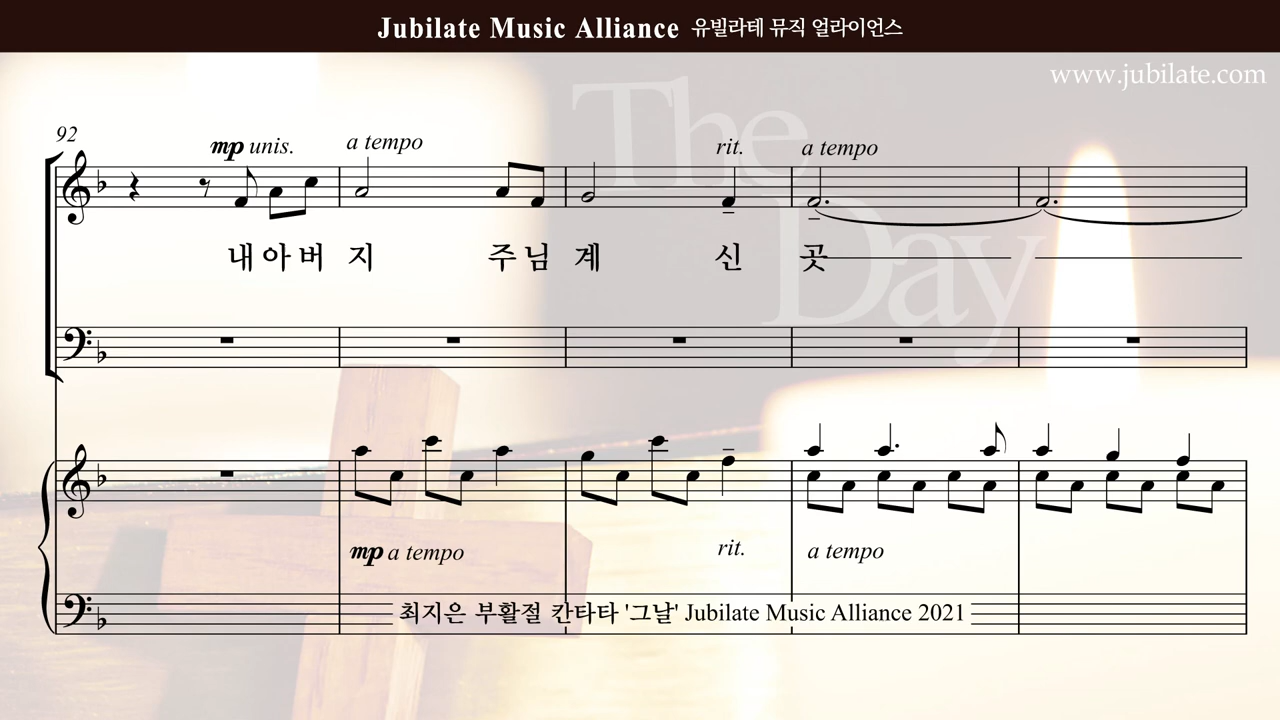 Jubilate Music Alliance 유빌라테 뮤직 얼라이언스
www.jubilate.com
The
Day
92
mp unis. a tempo rit. a tempo
내 아 버 지 주 님 계 신 곳
mp a tempo rit. a tempo
최지은 부활절 칸타타 '그날' Jubilate Music Alliance 2021